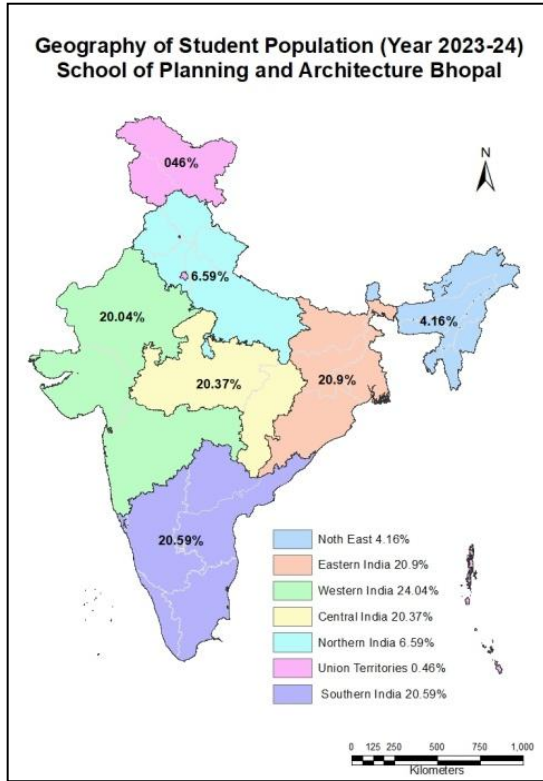 Geography of Student Population (Year 2023-24)
School of Planning and Architecture Bhopal
N
046%
6.59%
20.04%
4.16%
20.37%
20.9%
20.59%
Noth East 4.16%
Eastern India 20.9%
Western India 24.04%
Central India 20.37%
Northern India 6.59%
Union Territories 0.46%
Southern India 20.59%
0 125 250 500 750 1,000
Kilometers